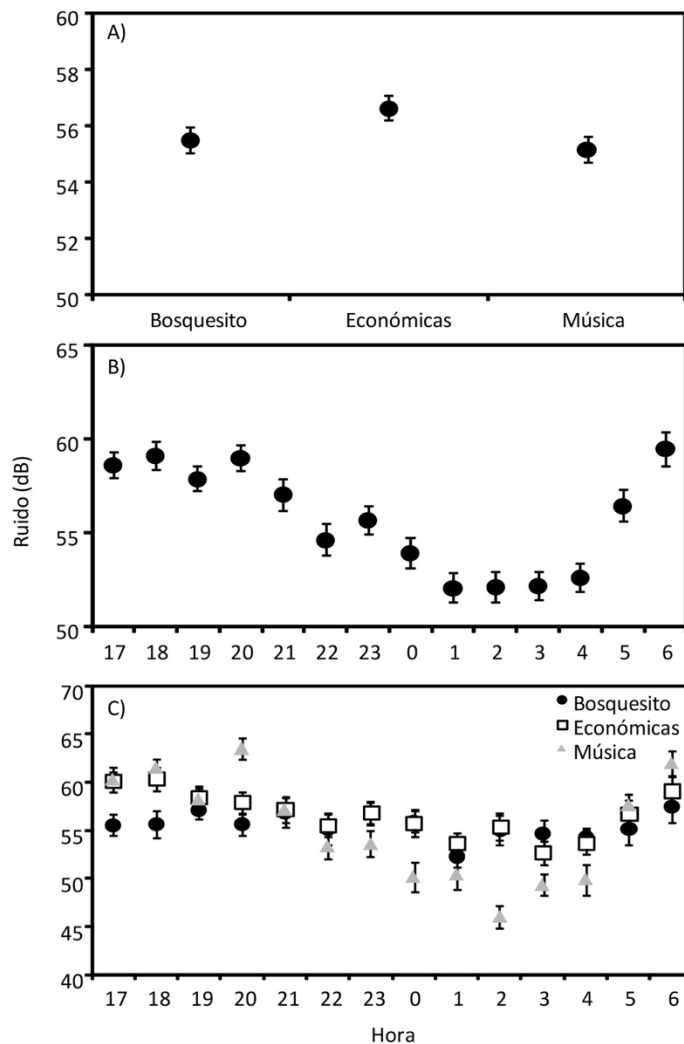 60
A)
58
56
54
52
50
Bosquesito Económicas Música
65
B)
60
55
50
17 18 19 20 21 22 23 0 1 2 3 4 5 6
Ruido (dB)
70
C)
Bosquesito
Económicas
Música
65
60
55
50
45
40
17 18 19 20 21 22 23 0 1 2 3 4 5 6
Hora